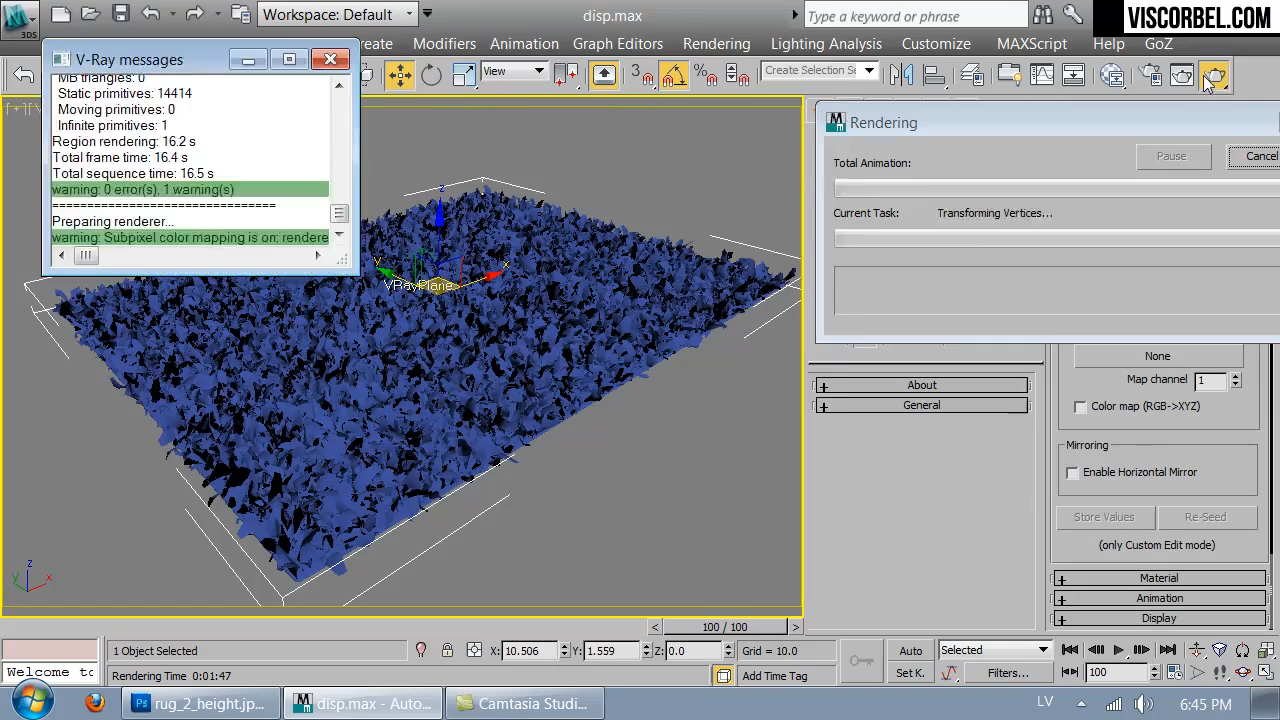 3DS
Workspace: Default
disp.max
Type a keyword or phrase
VISCORBEL.COM
V-Ray messages
reate
Modifiers
Animation
Graph Editors
Rendering
Lighting Analysis
Customize
MAXScript
Help
GoZ
View
3
Create Selection S
MB triangles: 0
Static primitives: 14414
Moving primitives: 0
Infinite primitives: 1
Region rendering: 16.2 s
Total frame time: 16.4 s
Total sequence time: 16.5 s
warning: 0 error(s), 1 warning(s)
==============================
Preparing renderer...
warning: Subpixel color mapping is on: rendere
Rendering
Total Animation:
Pause
Cancel
Current Task:
Transforming Vertices...
z
y
x
VRayPlane
None
Map channel
1
Color map (RGB->XYZ)
Mirroring
Enable Horizontal Mirror
Store Values
Re-Seed
(only Custom Edit mode)
+ About
+ General
+ Material
+ Animation
+ Display
z
y
x
< 100 / 100 >
1 Object Selected
X: 10.506
Y: 1.559
Z: 0.0
Grid = 10.0
Auto
Selected
Welcome to
Rendering Time 0:01:47
Add Time Tag
Set K.
Filters...
100
rug_2_height.jp...
disp.max - Auto...
Camtasia Studi...
LV
6:45 PM